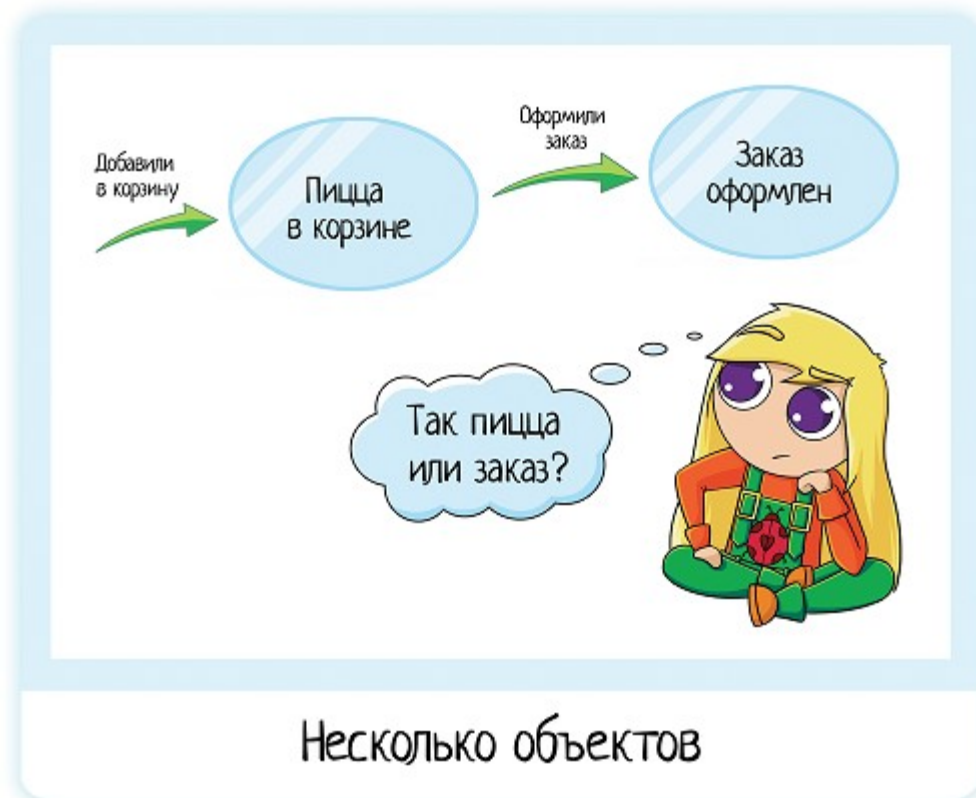 Добавили
в корзину
Пицца
в корзине
Оформили
заказ
Заказ
оформлен
Так пицца
или заказ?
Несколько объектов